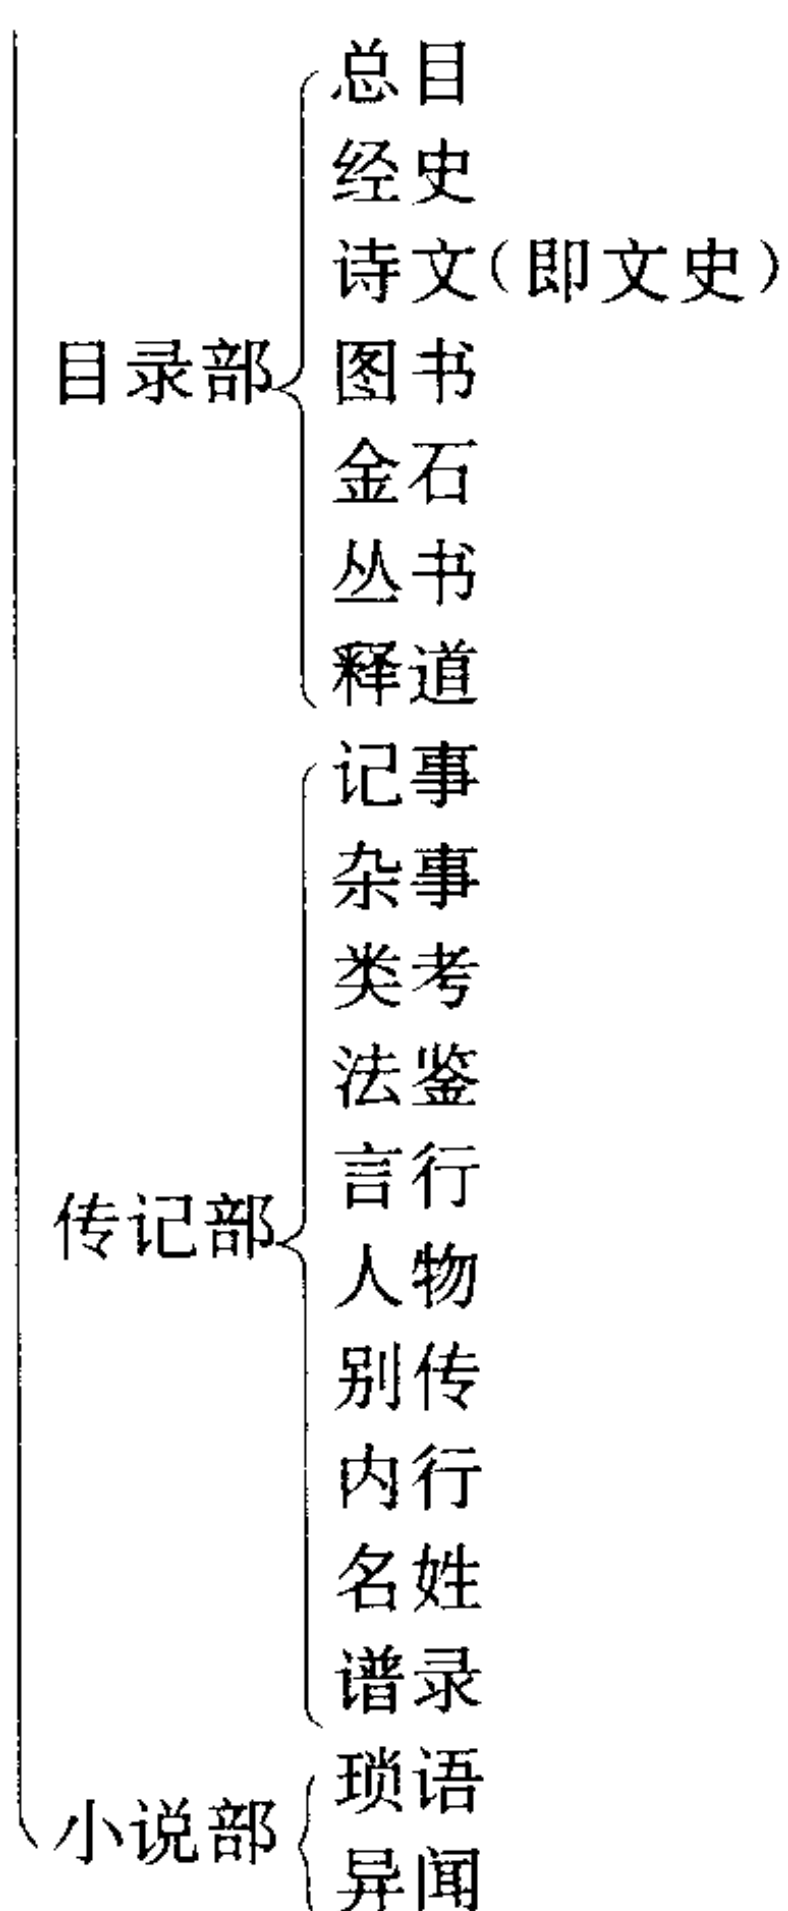 目录部
总目
经史
诗文(即文史)
图书
金石
丛书
释道
传记部
记事
杂事
类考
法鉴
言行
人物
别传
内行
名姓
谱录
小说部
琐语
异闻